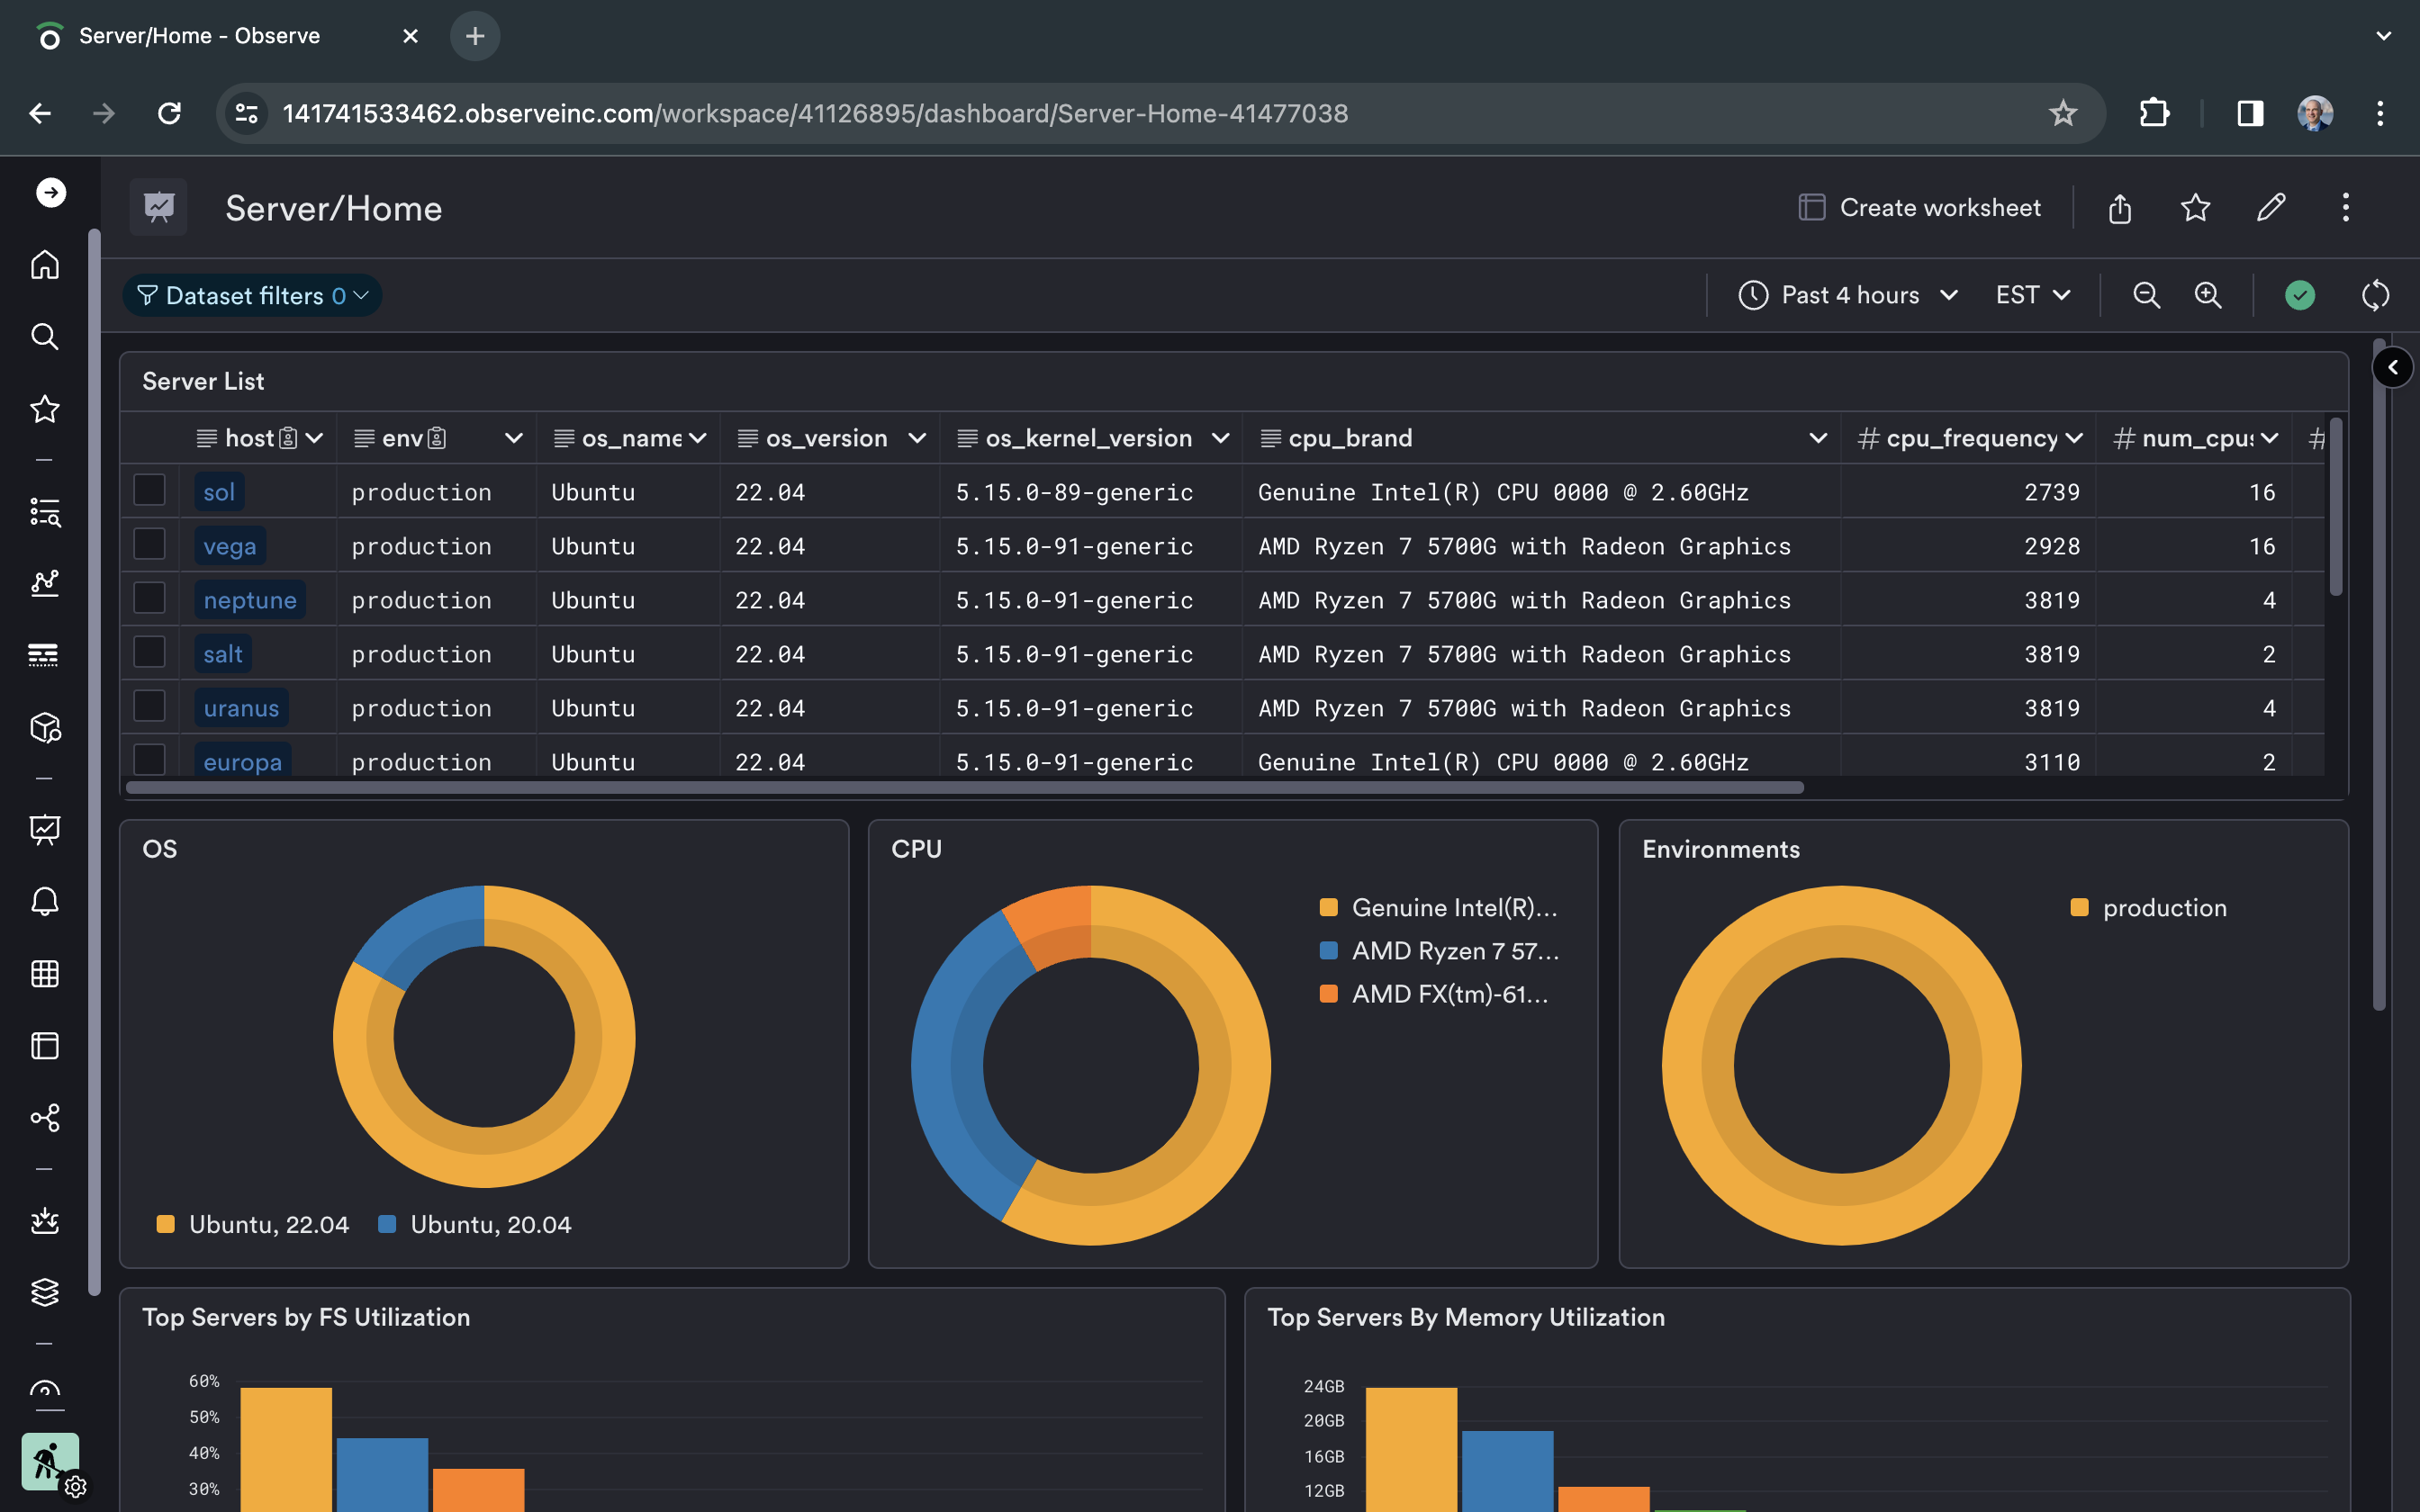 Server/Home - Observe
141741533462.observeinc.com/workspace/41126895/dashboard/Server-Home-41477038
Server/Home
Create worksheet
Dataset filters 0
Past 4 hours
EST
Server List
host env os_name os_version os_kernel_version cpu_brand # cpu_frequency # num_cpus #
sol production Ubuntu 22.04 5.15.0-89-generic Genuine Intel(R) CPU 0000 @ 2.60GHz 2739 16
vega production Ubuntu 22.04 5.15.0-91-generic AMD Ryzen 7 5700G with Radeon Graphics 2928 16
neptune production Ubuntu 22.04 5.15.0-91-generic AMD Ryzen 7 5700G with Radeon Graphics 3819 4
salt production Ubuntu 22.04 5.15.0-91-generic AMD Ryzen 7 5700G with Radeon Graphics 3819 2
uranus production Ubuntu 22.04 5.15.0-91-generic AMD Ryzen 7 5700G with Radeon Graphics 3819 4
europa production Ubuntu 22.04 5.15.0-91-generic Genuine Intel(R) CPU 0000 @ 2.60GHz 3110 2
OS
Ubuntu, 22.04 Ubuntu, 20.04
CPU
Genuine Intel(R)...
AMD Ryzen 7 57...
AMD FX(tm)-61...
Environments
production
Top Servers by FS Utilization
60%
50%
40%
30%
Top Servers By Memory Utilization
24GB
20GB
16GB
12GB